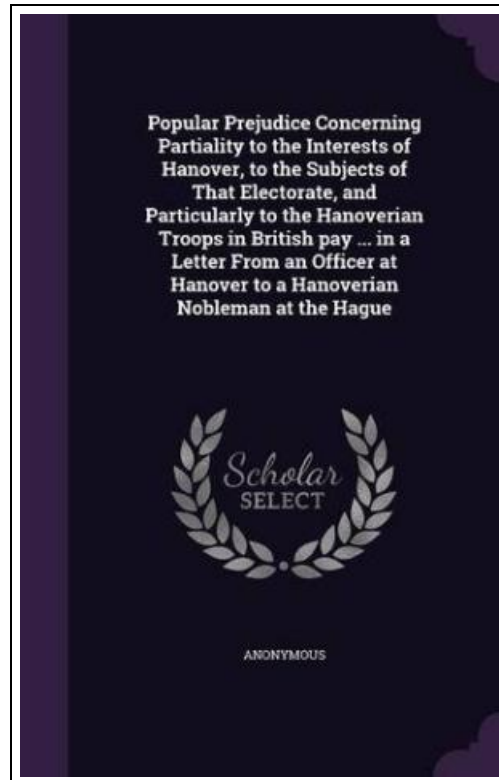 Popular Prejudice Concerning
Partiality to the Interests of
Hanover, to the Subjects of
That Electorate, and
Particularly to the Hanoverian
Troops in British pay ... in a
Letter From an Officer at
Hanover to a Hanoverian
Nobleman at the Hague
Scholar
SELECT
ANONYMOUS